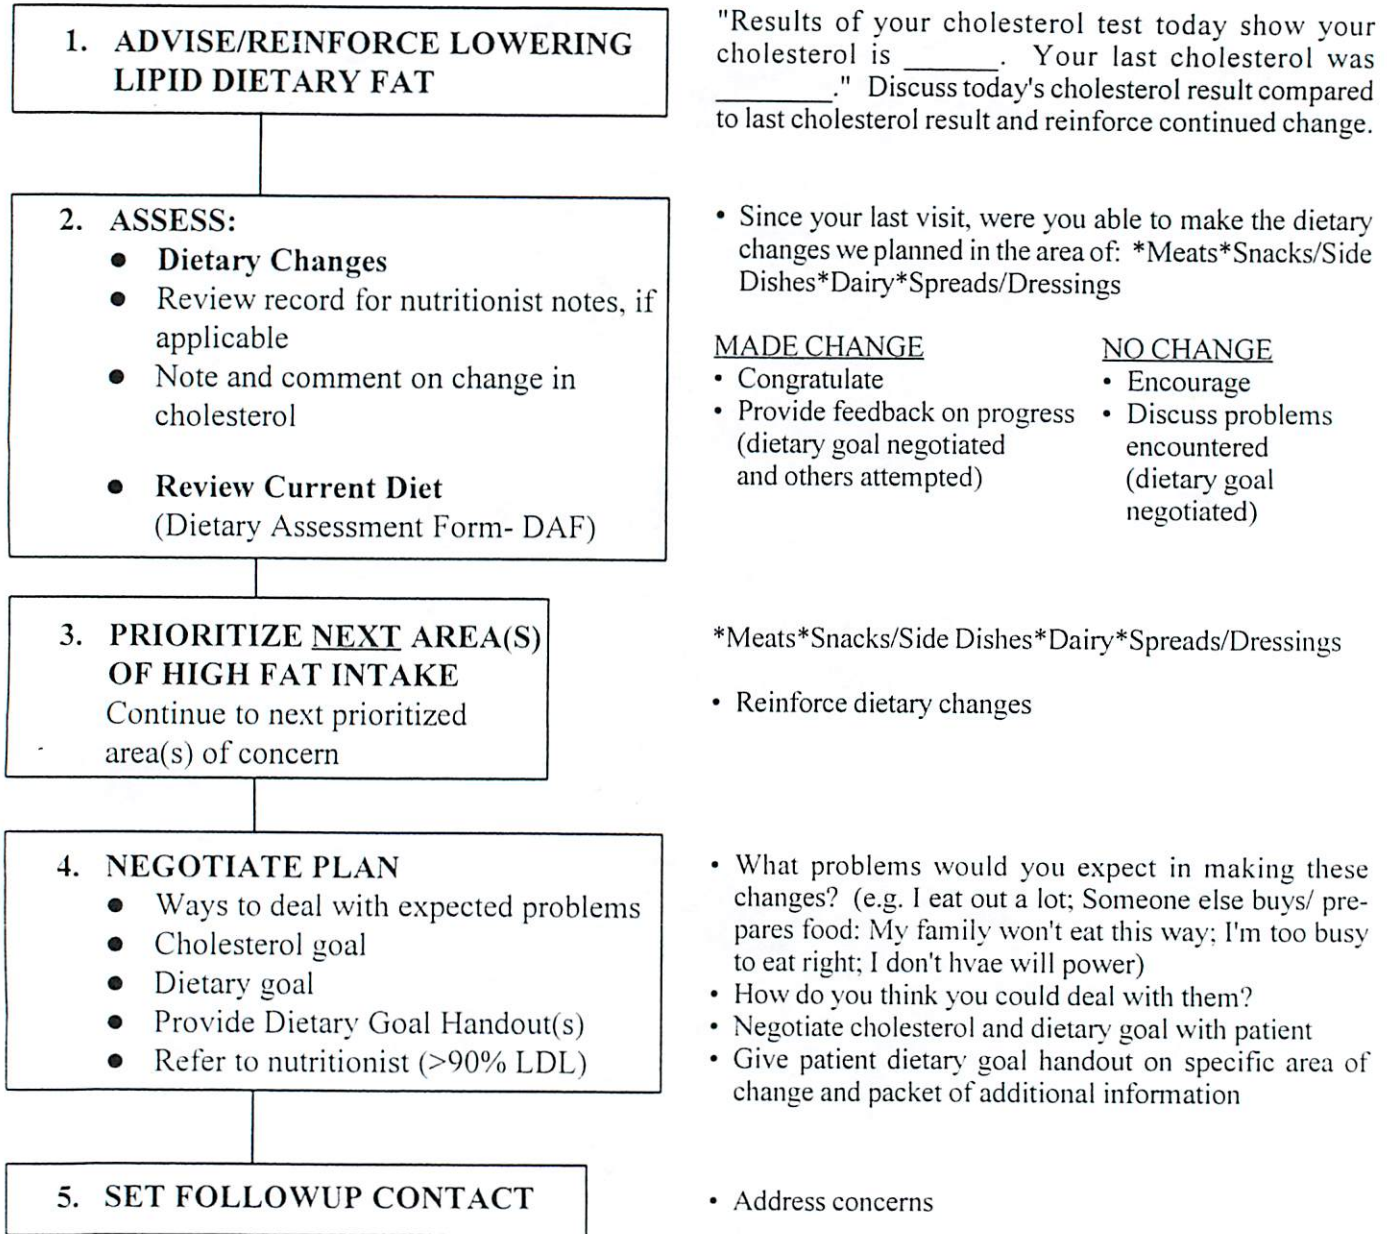 1. ADVISE/REINFORCE LOWERING
LIPID DIETARY FAT
"Results of your cholesterol test today show your
cholesterol is _______. Your last cholesterol was
_________." Discuss today's cholesterol result compared
to last cholesterol result and reinforce continued change.
2. ASSESS:
● Dietary Changes
● Review record for nutritionist notes, if
applicable
● Note and comment on change in
cholesterol
● Review Current Diet
(Dietary Assessment Form- DAF)
• Since your last visit, were you able to make the dietary
changes we planned in the area of: *Meats*Snacks/Side
Dishes*Dairy*Spreads/Dressings
MADE CHANGE
• Congratulate
• Provide feedback on progress
(dietary goal negotiated
and others attempted)
NO CHANGE
• Encourage
• Discuss problems
encountered
(dietary goal
negotiated)
3. PRIORITIZE NEXT AREA(S)
OF HIGH FAT INTAKE
Continue to next prioritized
area(s) of concern
*Meats*Snacks/Side Dishes*Dairy*Spreads/Dressings
• Reinforce dietary changes
4. NEGOTIATE PLAN
● Ways to deal with expected problems
● Cholesterol goal
● Dietary goal
● Provide Dietary Goal Handout(s)
● Refer to nutritionist (>90% LDL)
• What problems would you expect in making these
changes? (e.g. I eat out a lot; Someone else buys/ pre-
pares food: My family won't eat this way; I'm too busy
to eat right; I don't hvae will power)
• How do you think you could deal with them?
• Negotiate cholesterol and dietary goal with patient
• Give patient dietary goal handout on specific area of
change and packet of additional information
5. SET FOLLOWUP CONTACT
• Address concerns